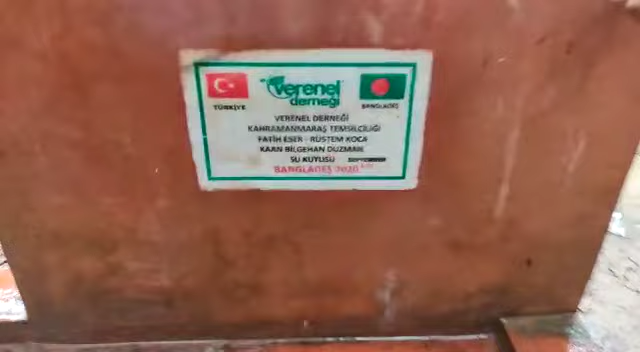 verenel
derneği
TÜRKİYE
BANGLADEŞ
VERENEL DERNEĞİ
KAHRAMANMARAŞ TEMSİLCİLİĞİ
FATİH ESER - RÜSTEM KOCA
KAAN BİLGEHAN DUZMAN
SU KUYUSU
BANGLADEŞ 2020